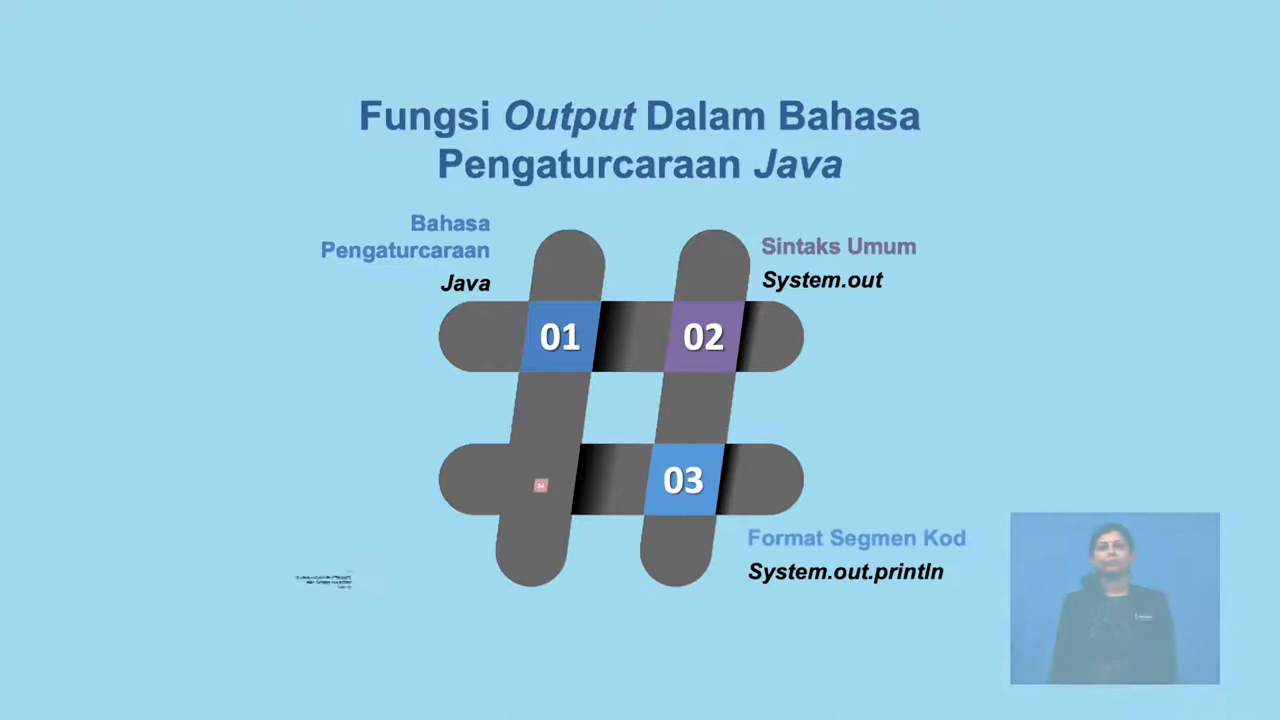 Fungsi Output Dalam Bahasa
Pengaturcaraan Java
Bahasa
Pengaturcaraan
Java
Sintaks Umum
System.out
01
02
03
04
Format Segmen Kod
System.out.println